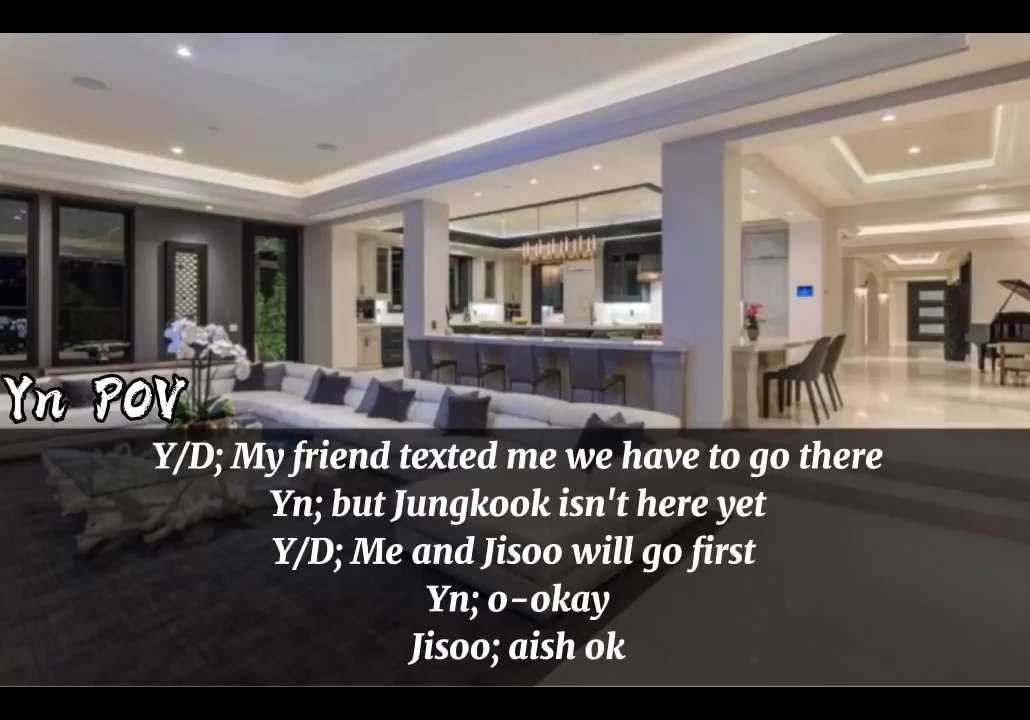 Yn POV
Y/D; My friend texted me we have to go there
Yn; but Jungkook isn't here yet
Y/D; Me and Jisoo will go first
Yn; o-okay
Jisoo; aish ok